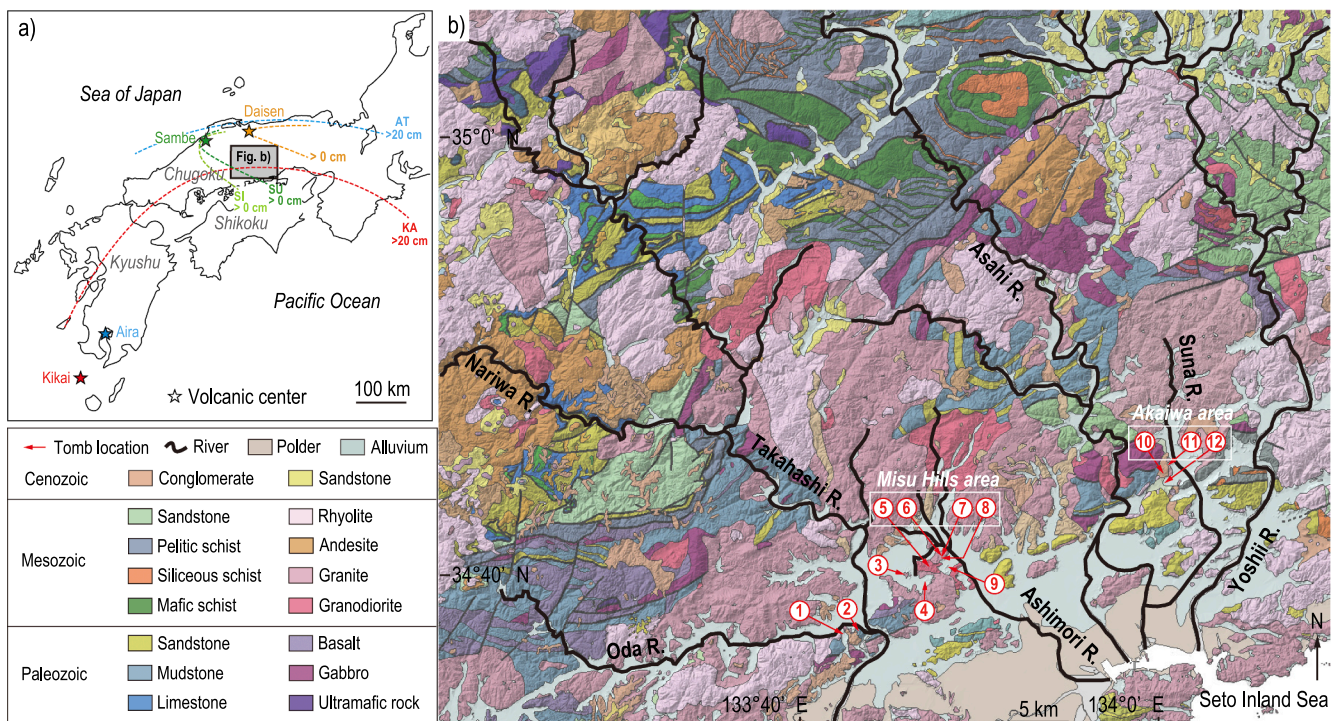 a)
Sea of Japan
Daisen
Sambe
AT
>20 cm
> 0 cm
Fig. b)
Chugoku
SU
> 0 cm
SI
> 0 cm
Shikoku
KA
>20 cm
Kyushu
Pacific Ocean
Aira
Kikai
Volcanic center
100 km
Tomb location
River
Polder
Alluvium
Cenozoic
Conglomerate
Sandstone
Mesozoic
Sandstone
Rhyolite
Pelitic schist
Andesite
Siliceous schist
Granite
Mafic schist
Granodiorite
Paleozoic
Sandstone
Basalt
Mudstone
Gabbro
Limestone
Ultramafic rock
b)
35°0' N
Asahi R.
Nariwa R.
Suna R.
Akaiwa area
10
11
12
Takahashi R.
Misu Hills area
5
6
7
8
3
34°40' N
9
4
Yoshii R.
1
2
Ashimori R.
Oda R.
N
133°40' E
134°0' E
5 km
Seto Inland Sea